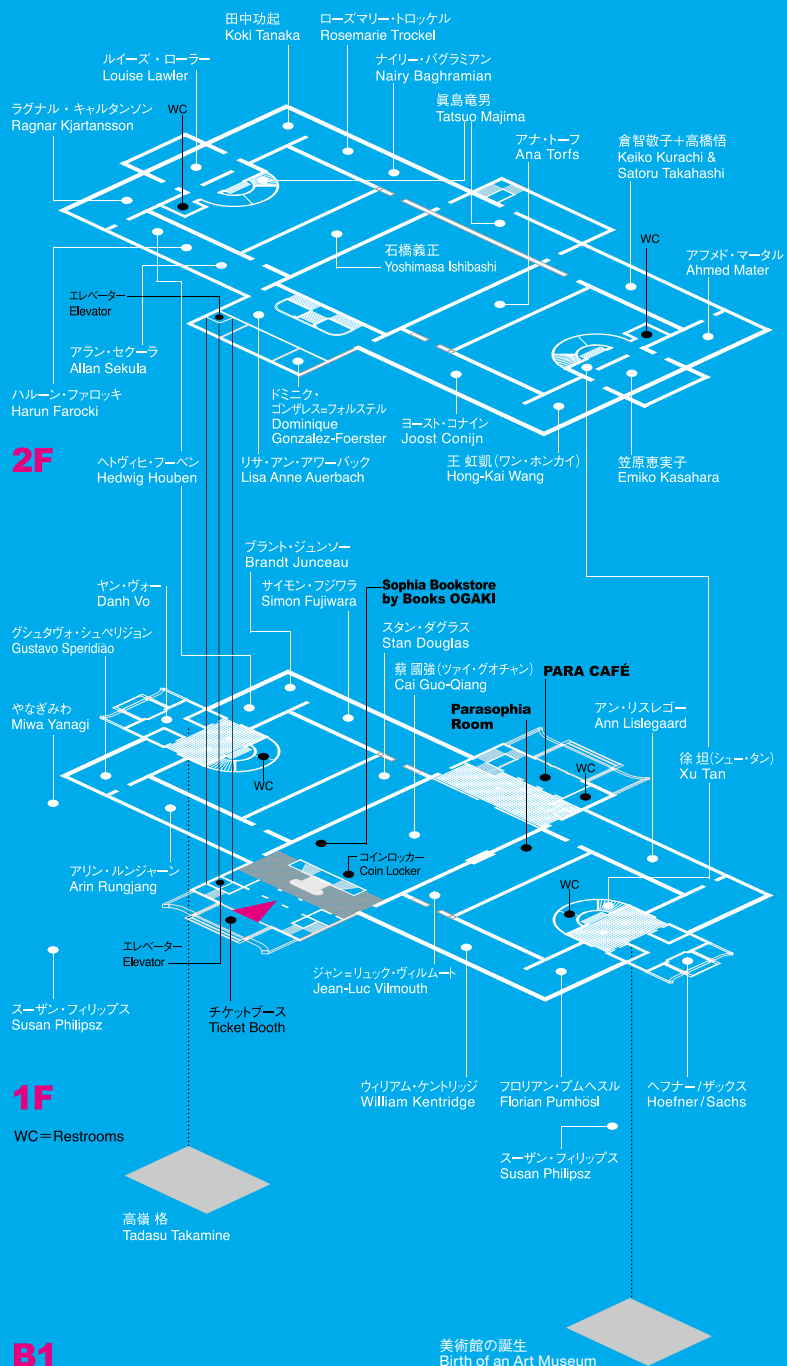 田中功起
Koki Tanaka
ローズマリー・トロッケル
Rosemarie Trockel
ルイーズ・ローラー
Louise Lawler
ナイリー・バグラミアン
Nairy Baghramian
ラグナル・キャルタンソン
Ragnar Kjartansson
WC
眞島竜男
Tatsuo Majima
アナ・トーフ
Ana Torfs
倉智敬子＋高橋悟
Keiko Kurachi &
Satoru Takahashi
WC
アフメド・マータル
Ahmed Mater
石橋義正
Yoshimasa Ishibashi
エレベーター
Elevator
アラン・セクーラ
Allan Sekula
ハルーン・ファロッキ
Harun Farocki
ドミニク・
ゴンザレス=フォルステル
Dominique
Gonzalez-Foerster
ヨースト・コナイン
Joost Conijn
2F
ヘトヴィヒ・フーベン
Hedwig Houben
リサ・アン・アワーバック
Lisa Anne Auerbach
王 虹凱（ワン・ホンカイ）
Hong-Kai Wang
笠原恵実子
Emiko Kasahara
ブラント・ジュンソー
Brandt Junceau
ヤン・ヴォー
Danh Vo
サイモン・フジワラ
Simon Fujiwara
Sophia Bookstore
by Books OGAKI
グシュタヴォ・シュペリジョン
Gustavo Speridião
スタン・ダグラス
Stan Douglas
蔡 國強（ツァイ・グオチャン）
Cai Guo-Qiang
PARA CAFÉ
やなぎみわ
Miwa Yanagi
Parasophia
Room
アン・リスレゴー
Ann Lislegaard
徐 坦（シュー・タン）
Xu Tan
WC
WC
アリン・ルンジャーン
Arin Rungjang
コインロッカー
Coin Locker
WC
エレベーター
Elevator
ジャン=リュック・ヴィルムート
Jean-Luc Vilmouth
スーザン・フィリップス
Susan Philipsz
チケットブース
Ticket Booth
1F
ウィリアム・ケントリッジ
William Kentridge
フロリアン・プムヘスル
Florian Pumhösl
ヘフナー/ザックス
Hoefner/Sachs
WC=Restrooms
スーザン・フィリップス
Susan Philipsz
高嶺 格
Tadasu Takamine
B1
美術館の誕生
Birth of an Art Museum